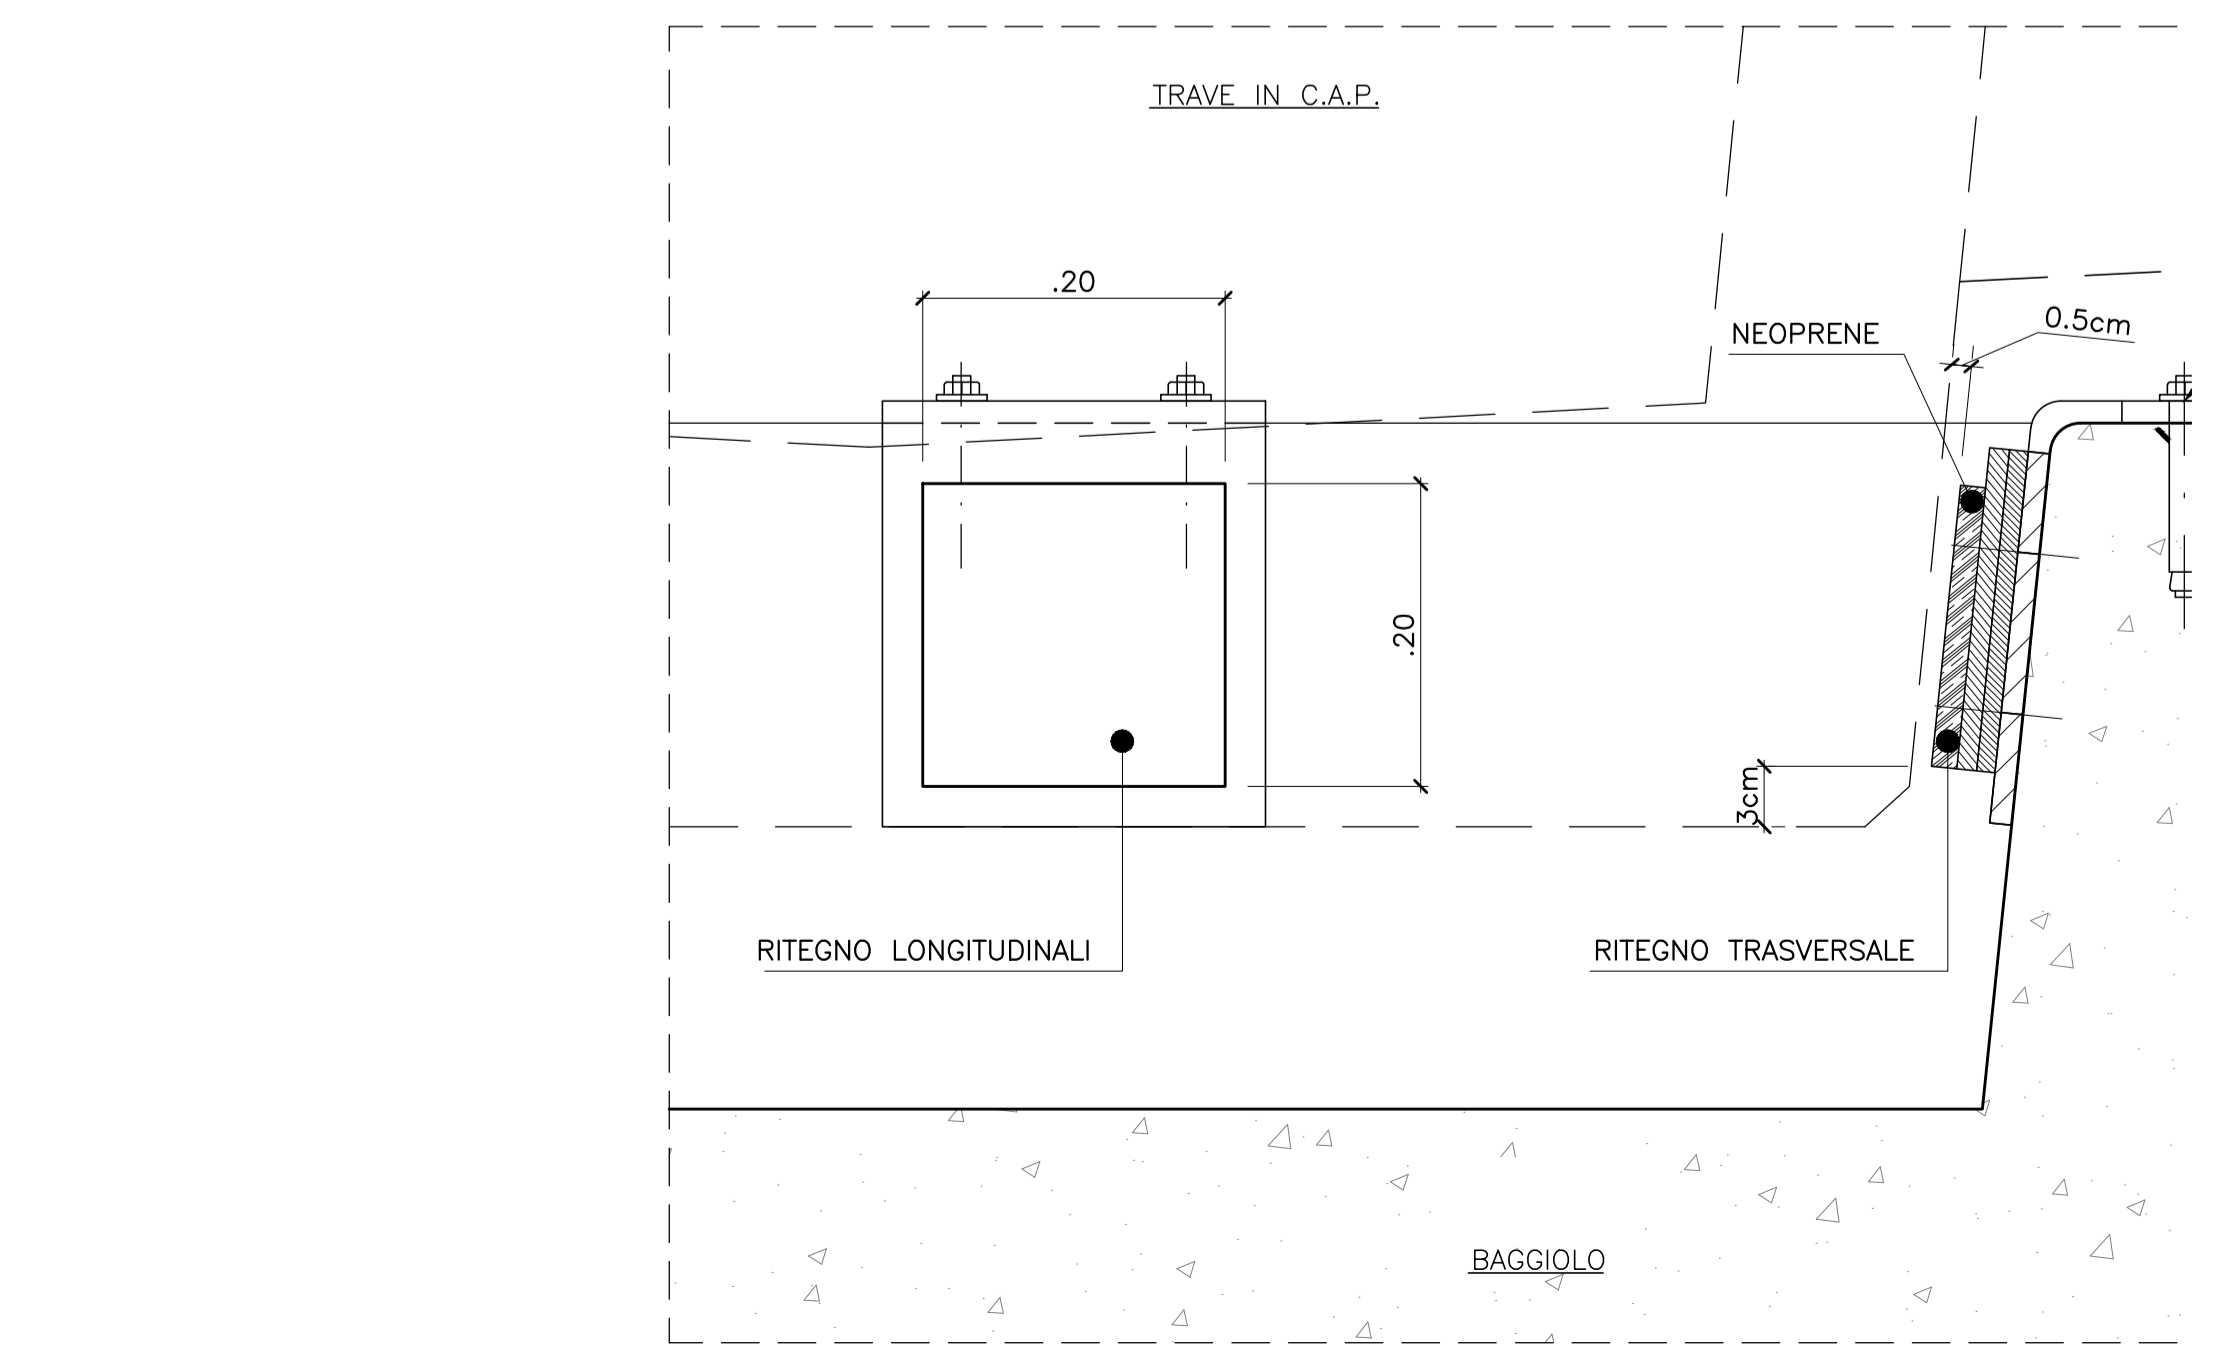 TRAVE IN C.A.P.
.20
NEOPRENE
0.5cm
.20
3cm
RITEGNO LONGITUDINALI
RITEGNO TRASVERSALE
BAGGIOLO